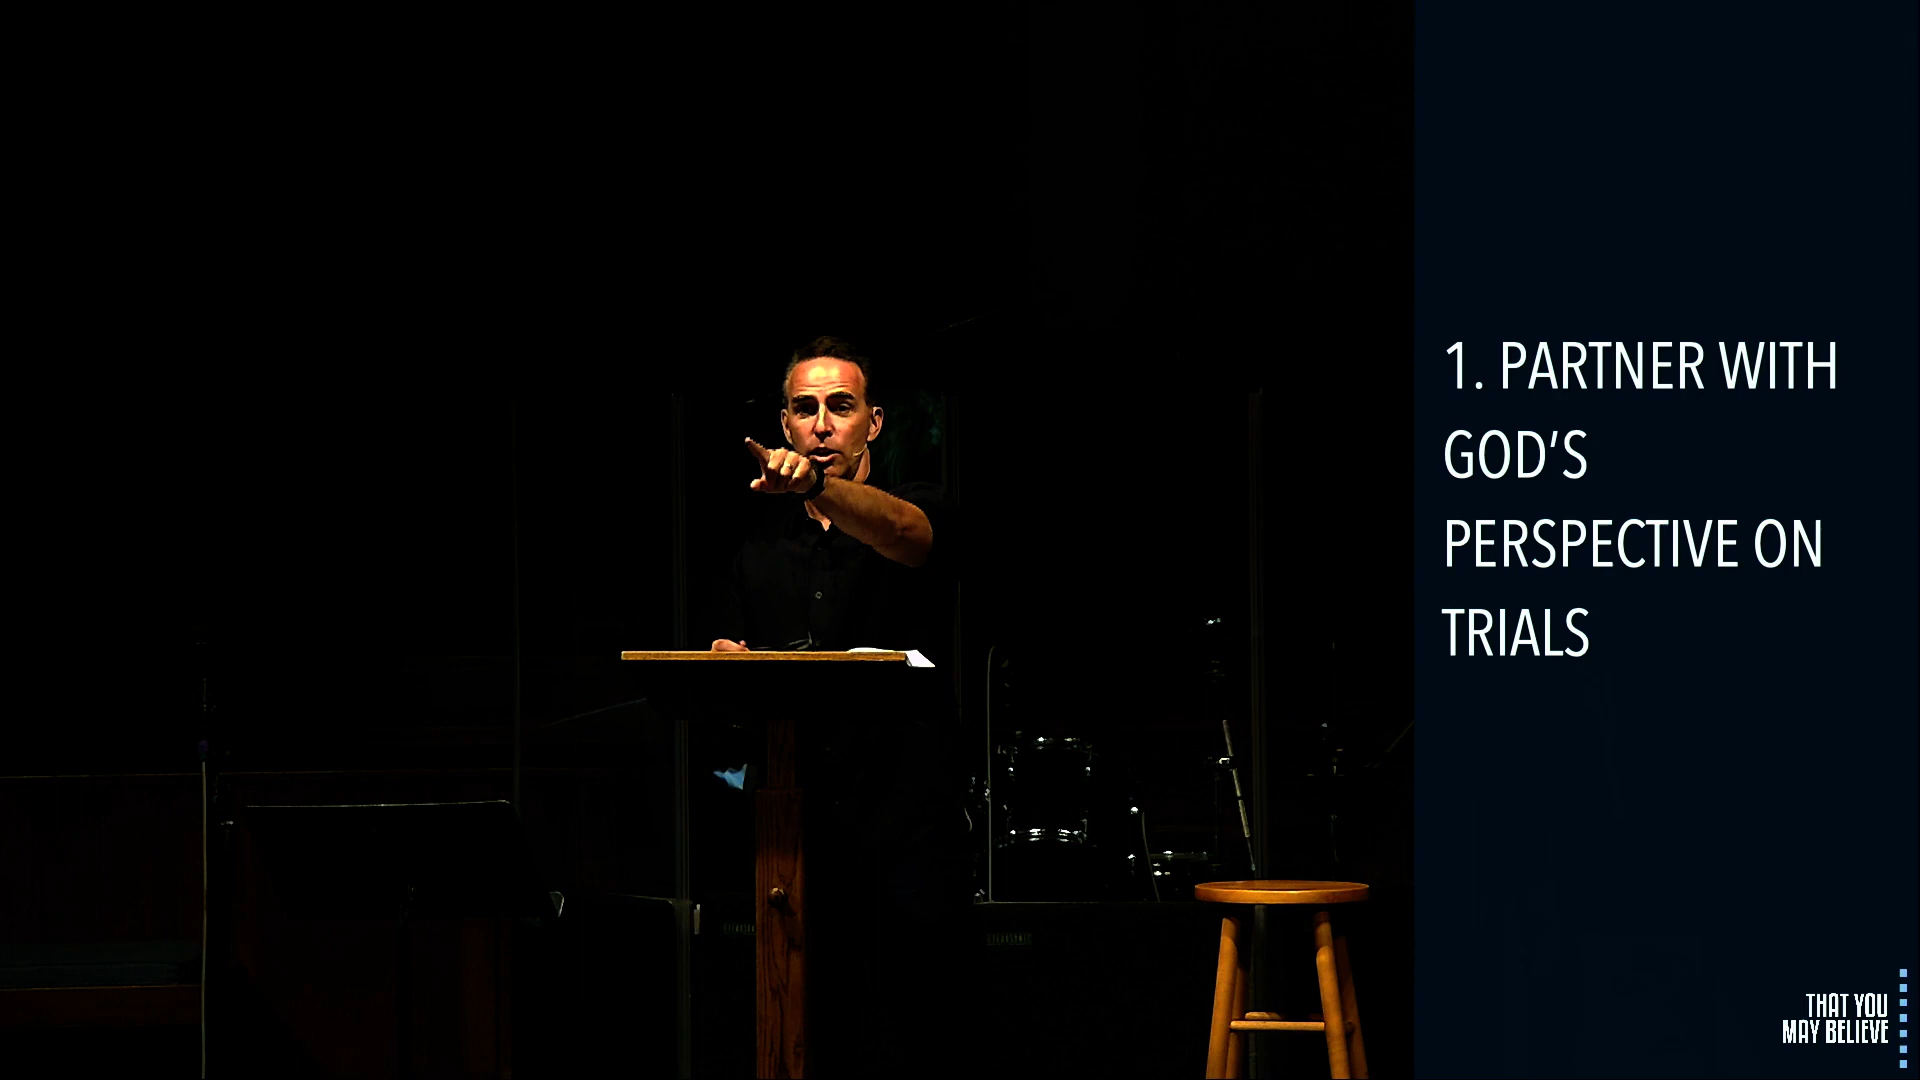 1. PARTNER WITH
GOD'S
PERSPECTIVE ON
TRIALS
THAT YOU
MAY BELIEVE